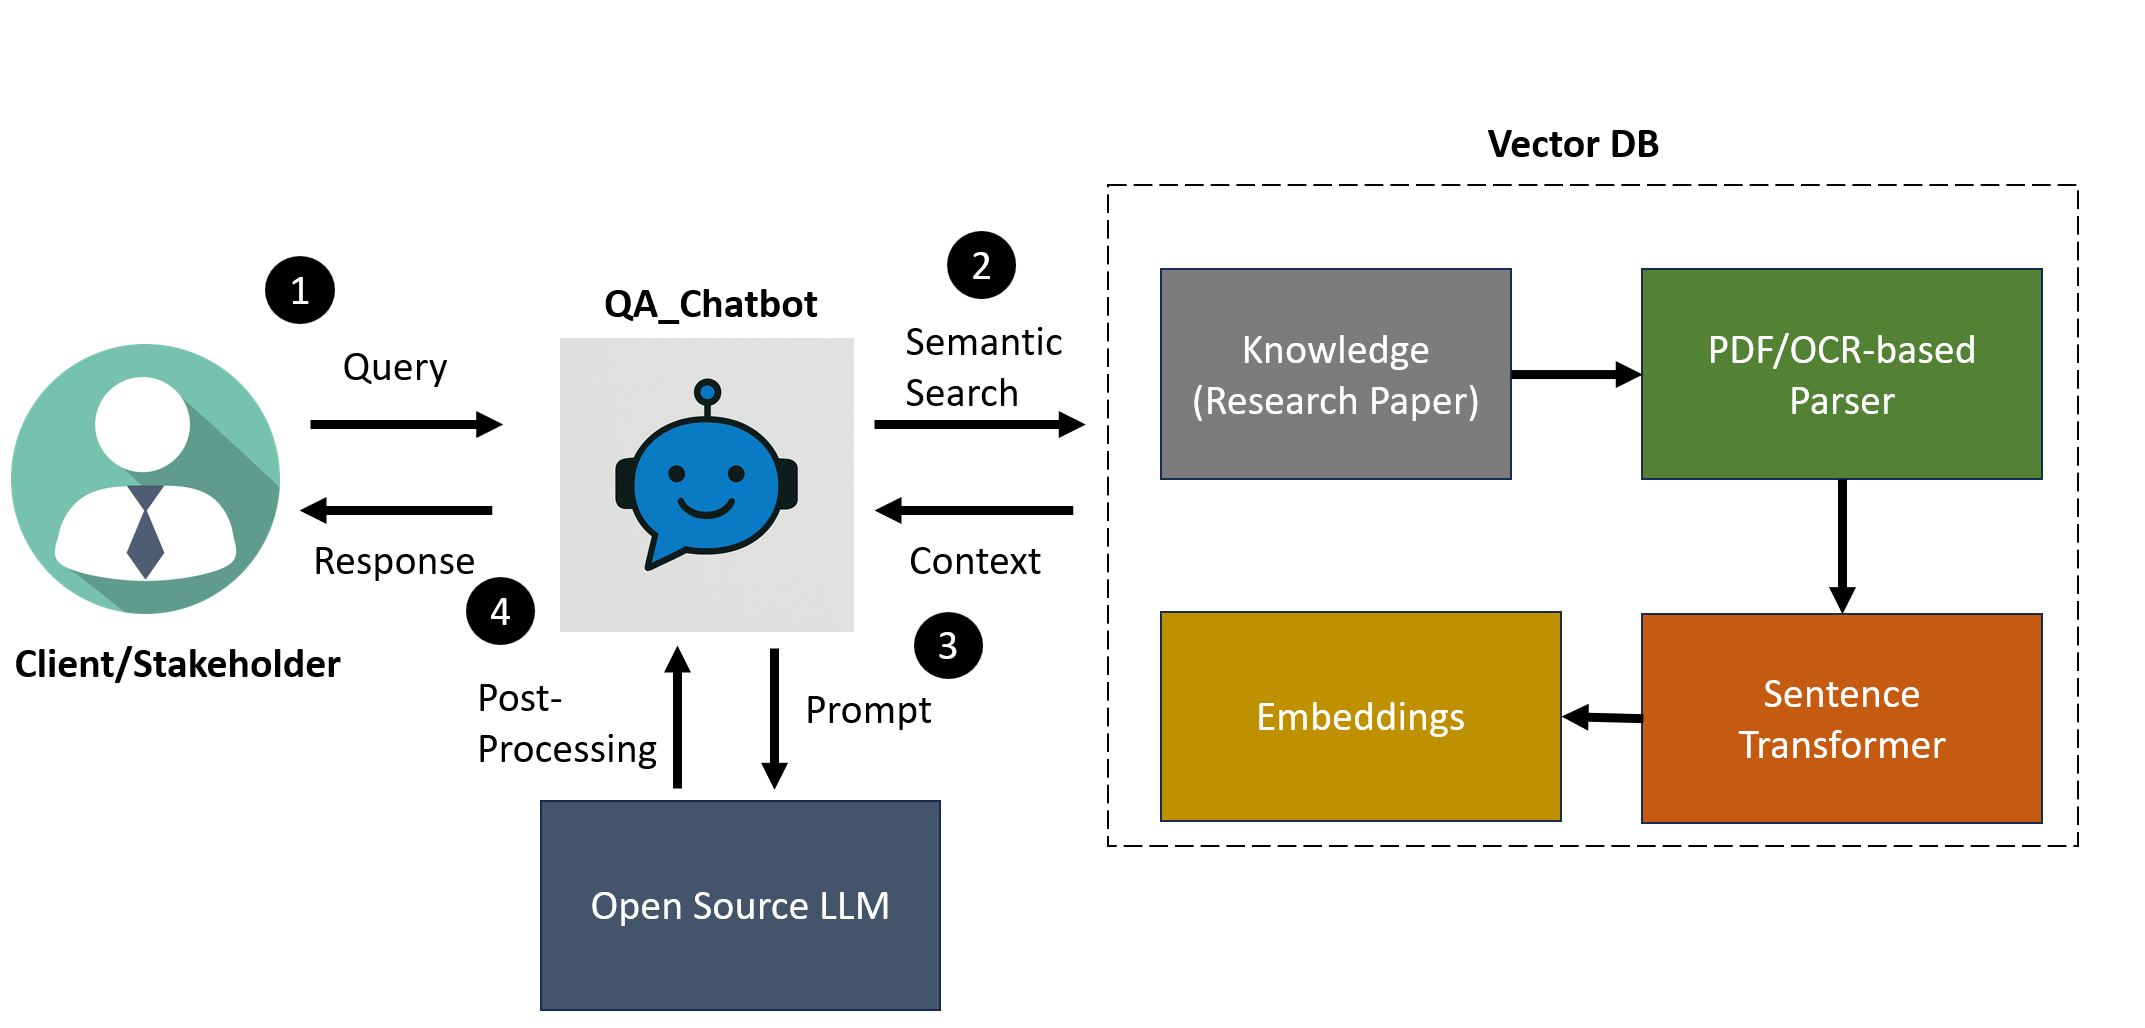 Vector DB
1
2
QA_Chatbot
Query
Semantic
Search
Knowledge
(Research Paper)
PDF/OCR-based
Parser
Response
Context
4
3
Client/Stakeholder
Post-
Processing
Prompt
Embeddings
Sentence
Transformer
Open Source LLM